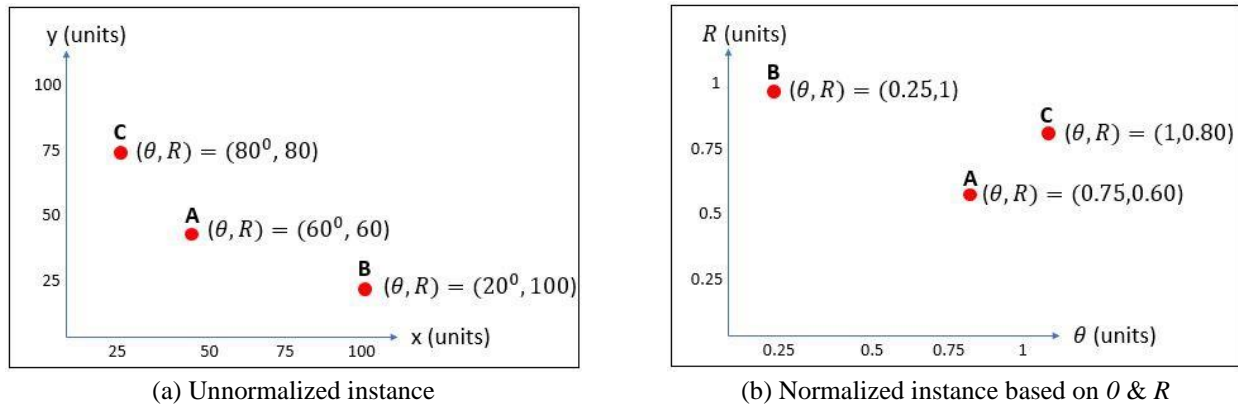 y (units)
100
75
50
25
C
(θ, R) = (80⁰, 80)
A
(θ, R) = (60⁰, 60)
B
(θ, R) = (20⁰, 100)
25 50 75 100
x (units)
(a) Unnormalized instance
R (units)
1
0.75
0.5
0.25
B
(θ, R) = (0.25,1)
C
(θ, R) = (1,0.80)
A
(θ, R) = (0.75,0.60)
0.25 0.5 0.75 1
θ (units)
(b) Normalized instance based on 0 & R